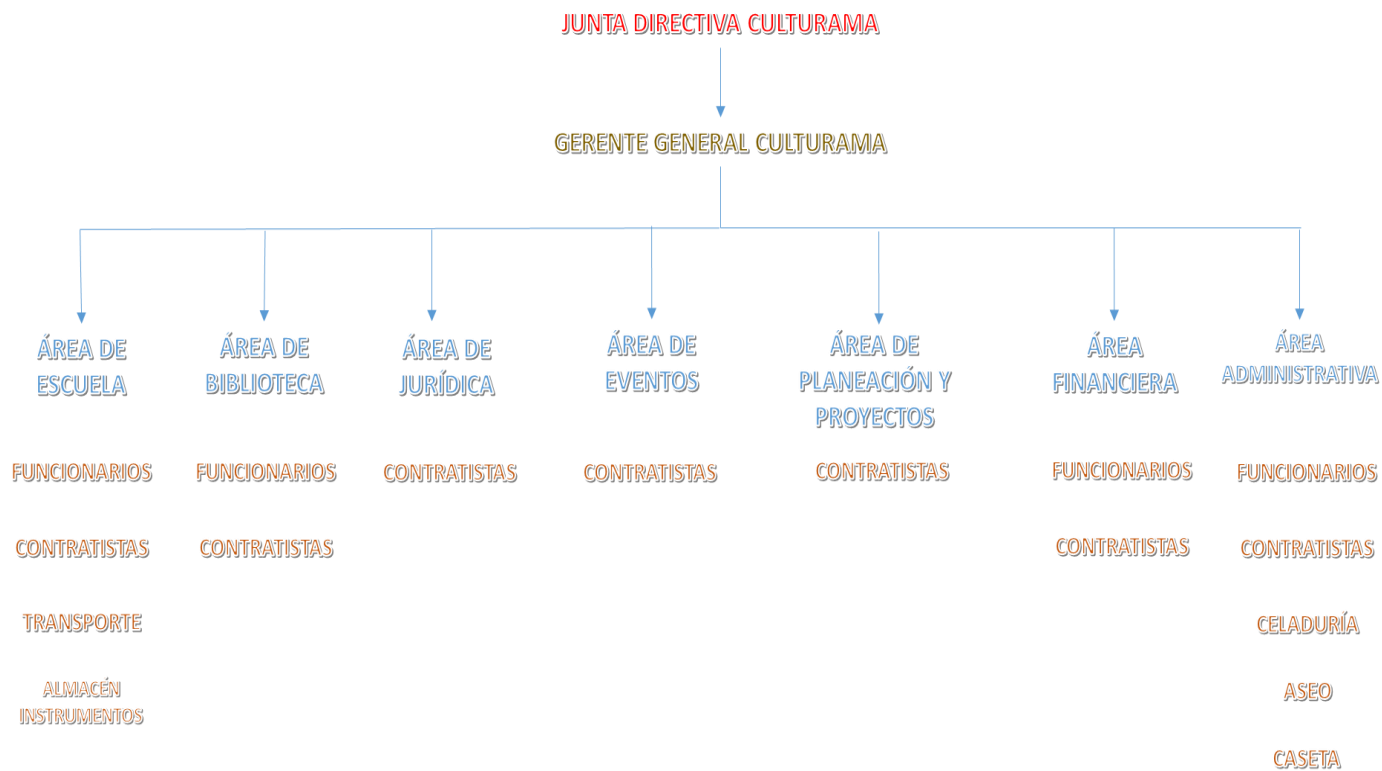 JUNTA DIRECTIVA CULTURAMA
GERENTE GENERAL CULTURAMA
ÁREA DE
ESCUELA
ÁREA DE
BIBLIOTECA
ÁREA DE
JURÍDICA
ÁREA DE
EVENTOS
ÁREA DE
PLANEACIÓN Y
PROYECTOS
ÁREA
FINANCIERA
ÁREA
ADMINISTRATIVA
FUNCIONARIOS
FUNCIONARIOS
CONTRATISTAS
CONTRATISTAS
CONTRATISTAS
FUNCIONARIOS
FUNCIONARIOS
CONTRATISTAS
CONTRATISTAS
CONTRATISTAS
CONTRATISTAS
TRANSPORTE
CELADURÍA
ALMACÉN
INSTRUMENTOS
ASEO
CASETA